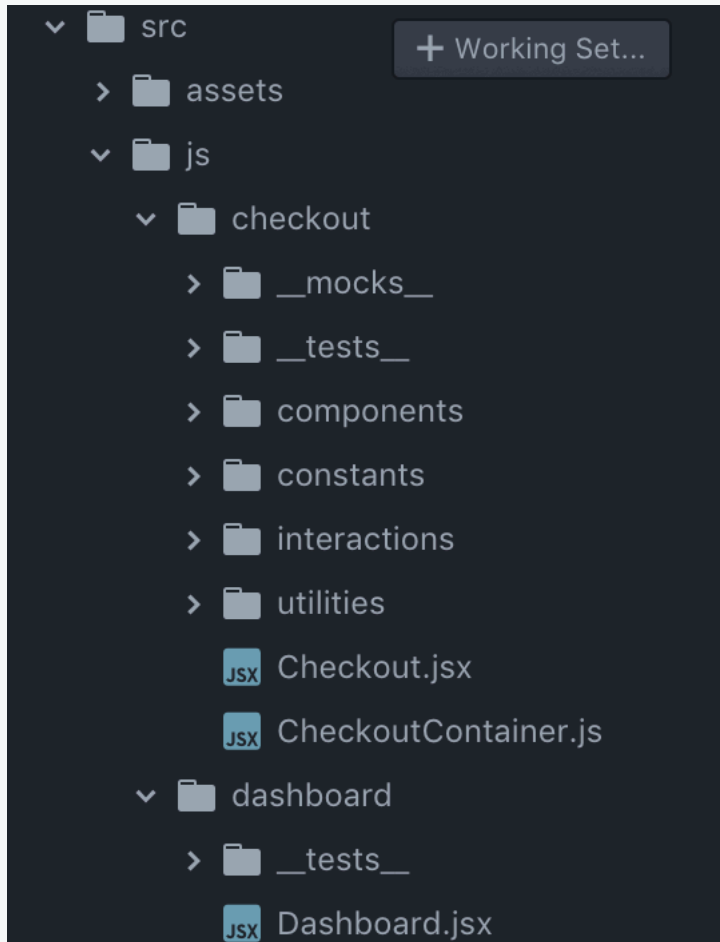 src
+ Working Set...
assets
js
checkout
__mocks__
__tests__
components
constants
interactions
utilities
JSX Checkout.jsx
JSX CheckoutContainer.js
dashboard
__tests__
JSX Dashboard.jsx